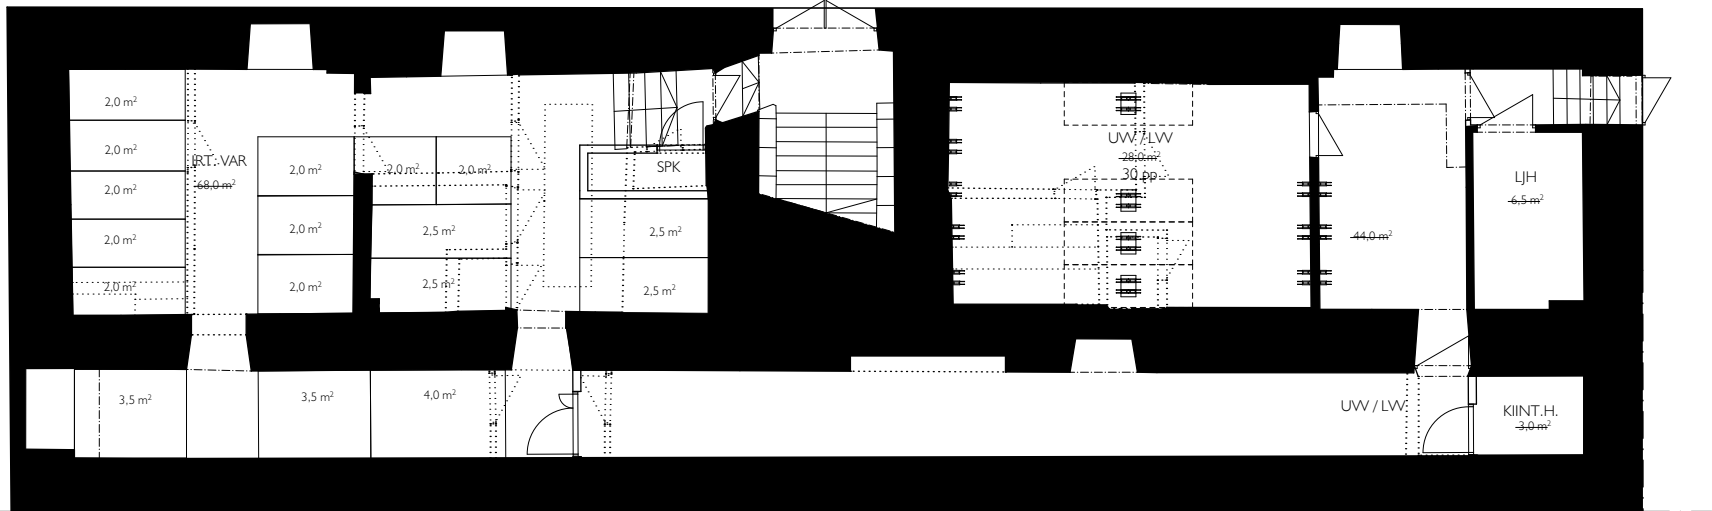 2,0 m²
2,0 m²
2,0 m²
2,0 m²
2,0 m²
IRT. VAR
68,0 m²
2,0 m²
2,0 m²
2,0 m²
2,0 m²
2,0 m²
2,5 m²
2,5 m²
SPK
2,5 m²
2,5 m²
UW / LW
28,0 m²
30 pp
44,0 m²
LJH
6,5 m²
3,5 m²
3,5 m²
4,0 m²
UW / LW
KIINT.H.
3,0 m²